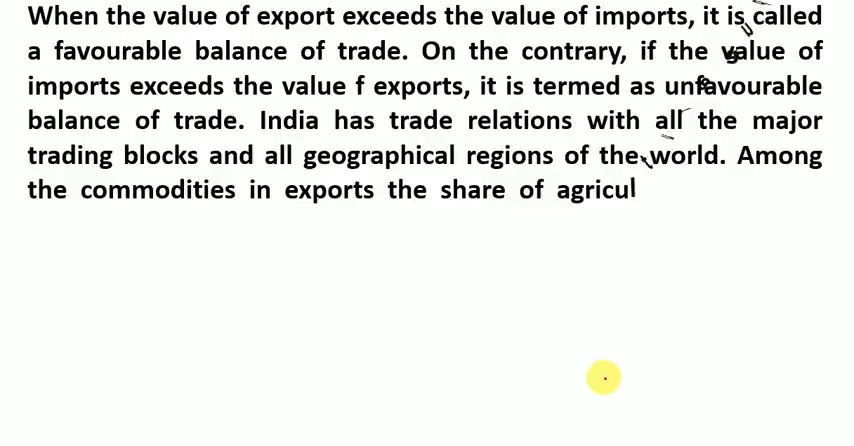 When the value of export exceeds the value of imports, it is called
a favourable balance of trade. On the contrary, if the value of
imports exceeds the value f exports, it is termed as unfavourable
balance of trade. India has trade relations with all the major
trading blocks and all geographical regions of the world. Among
the commodities in exports the share of agricul